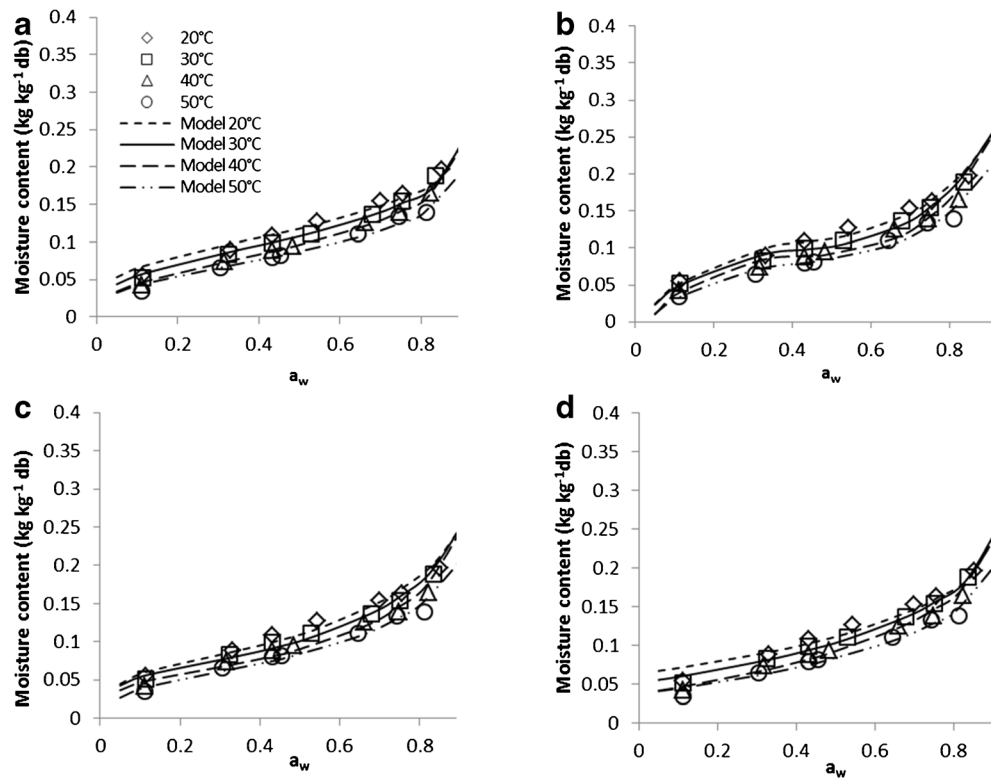 a
Moisture content (kg kg⁻¹ db)
0.4
0.35
0.3
0.25
0.2
0.15
0.1
0.05
0
20°C
30°C
40°C
50°C
Model 20°C
Model 30°C
Model 40°C
Model 50°C
0 0.2 0.4 0.6 0.8
aw
b
Moisture content (kg kg⁻¹ db)
0.4
0.35
0.3
0.25
0.2
0.15
0.1
0.05
0
0 0.2 0.4 0.6 0.8
aw
c
Moisture content (kg kg⁻¹ db)
0.4
0.35
0.3
0.25
0.2
0.15
0.1
0.05
0
0 0.2 0.4 0.6 0.8
aw
d
Moisture content (kg kg⁻¹db)
0.4
0.35
0.3
0.25
0.2
0.15
0.1
0.05
0
0 0.2 0.4 0.6 0.8
aw